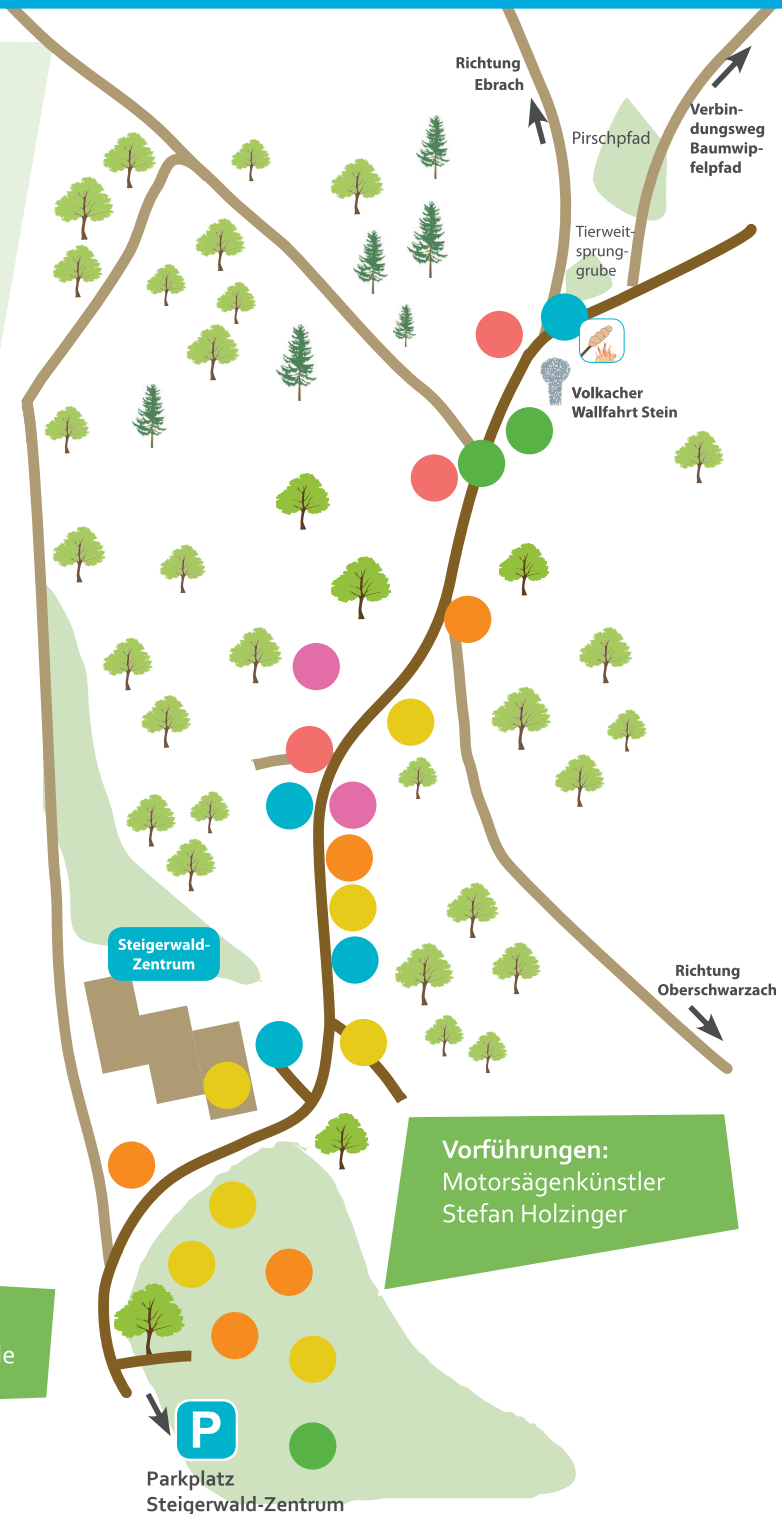 Richtung
Ebrach
Pirschpfad
Verbin-
dungsweg
Baumwip-
felpfad
Tierweit-
sprung-
grube
Volkacher
Wallfahrt Stein
Steigerwald-
Zentrum
Richtung
Oberschwarzach
Vorführungen:
Motorsägenkünstler
Stefan Holzinger
P
Parkplatz
Steigerwald-Zentrum